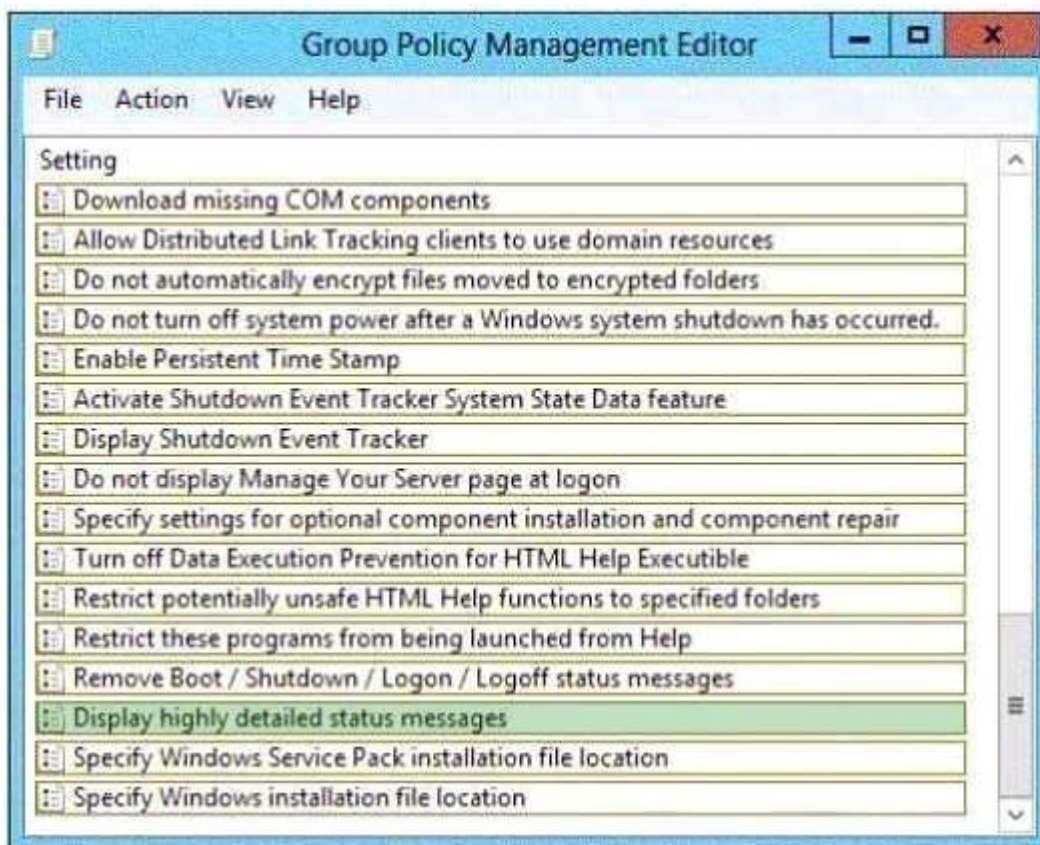 Group Policy Management Editor
File Action View Help
Setting
Download missing COM components
Allow Distributed Link Tracking clients to use domain resources
Do not automatically encrypt files moved to encrypted folders
Do not turn off system power after a Windows system shutdown has occurred.
Enable Persistent Time Stamp
Activate Shutdown Event Tracker System State Data feature
Display Shutdown Event Tracker
Do not display Manage Your Server page at logon
Specify settings for optional component installation and component repair
Turn off Data Execution Prevention for HTML Help Executible
Restrict potentially unsafe HTML Help functions to specified folders
Restrict these programs from being launched from Help
Remove Boot / Shutdown / Logon / Logoff status messages
Display highly detailed status messages
Specify Windows Service Pack installation file location
Specify Windows installation file location